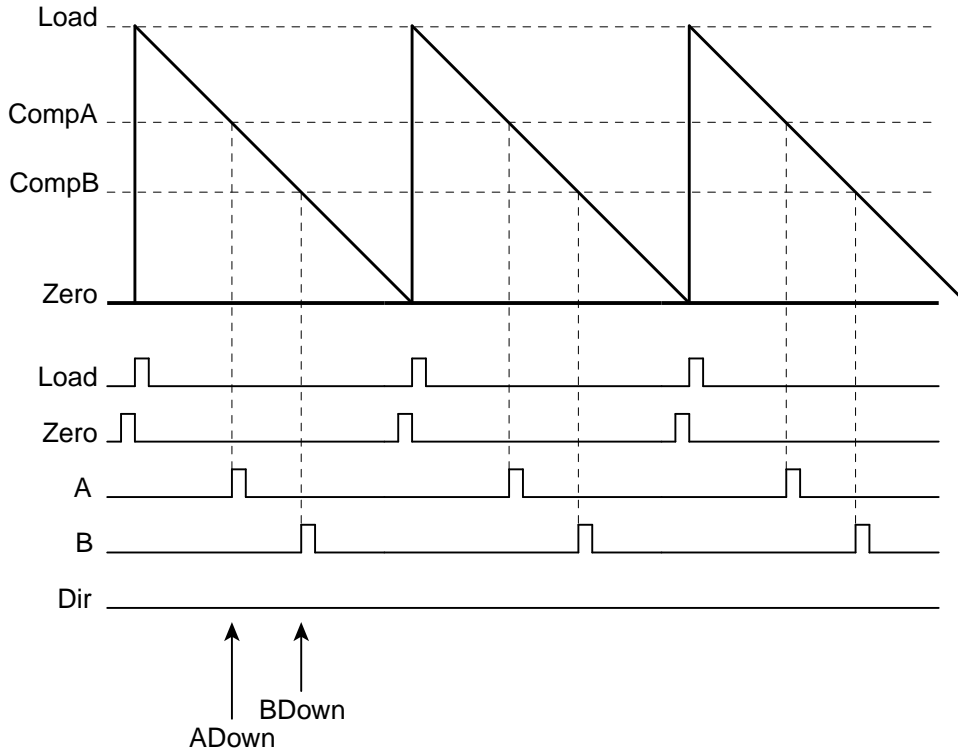 Load
CompA
CompB
Zero
Load
Zero
A
B
Dir
BDown
ADown